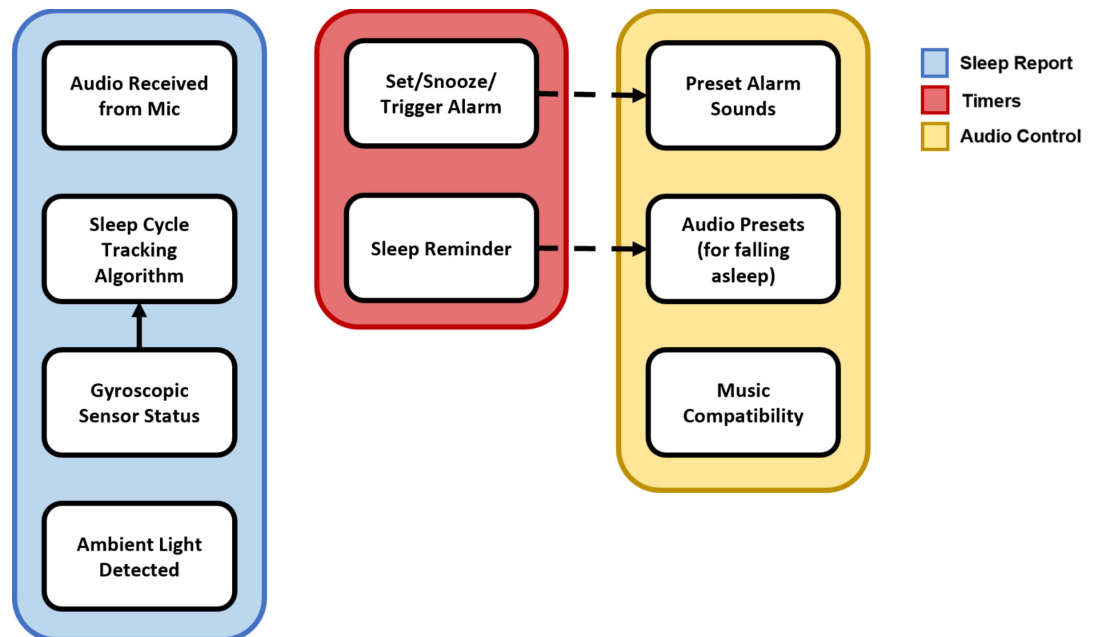 Audio Received
from Mic
Sleep Cycle
Tracking
Algorithm
Gyroscopic
Sensor Status
Ambient Light
Detected
Set/Snooze/
Trigger Alarm
Sleep Reminder
Preset Alarm
Sounds
Audio Presets
(for falling
asleep)
Music
Compatibility
Sleep Report
Timers
Audio Control